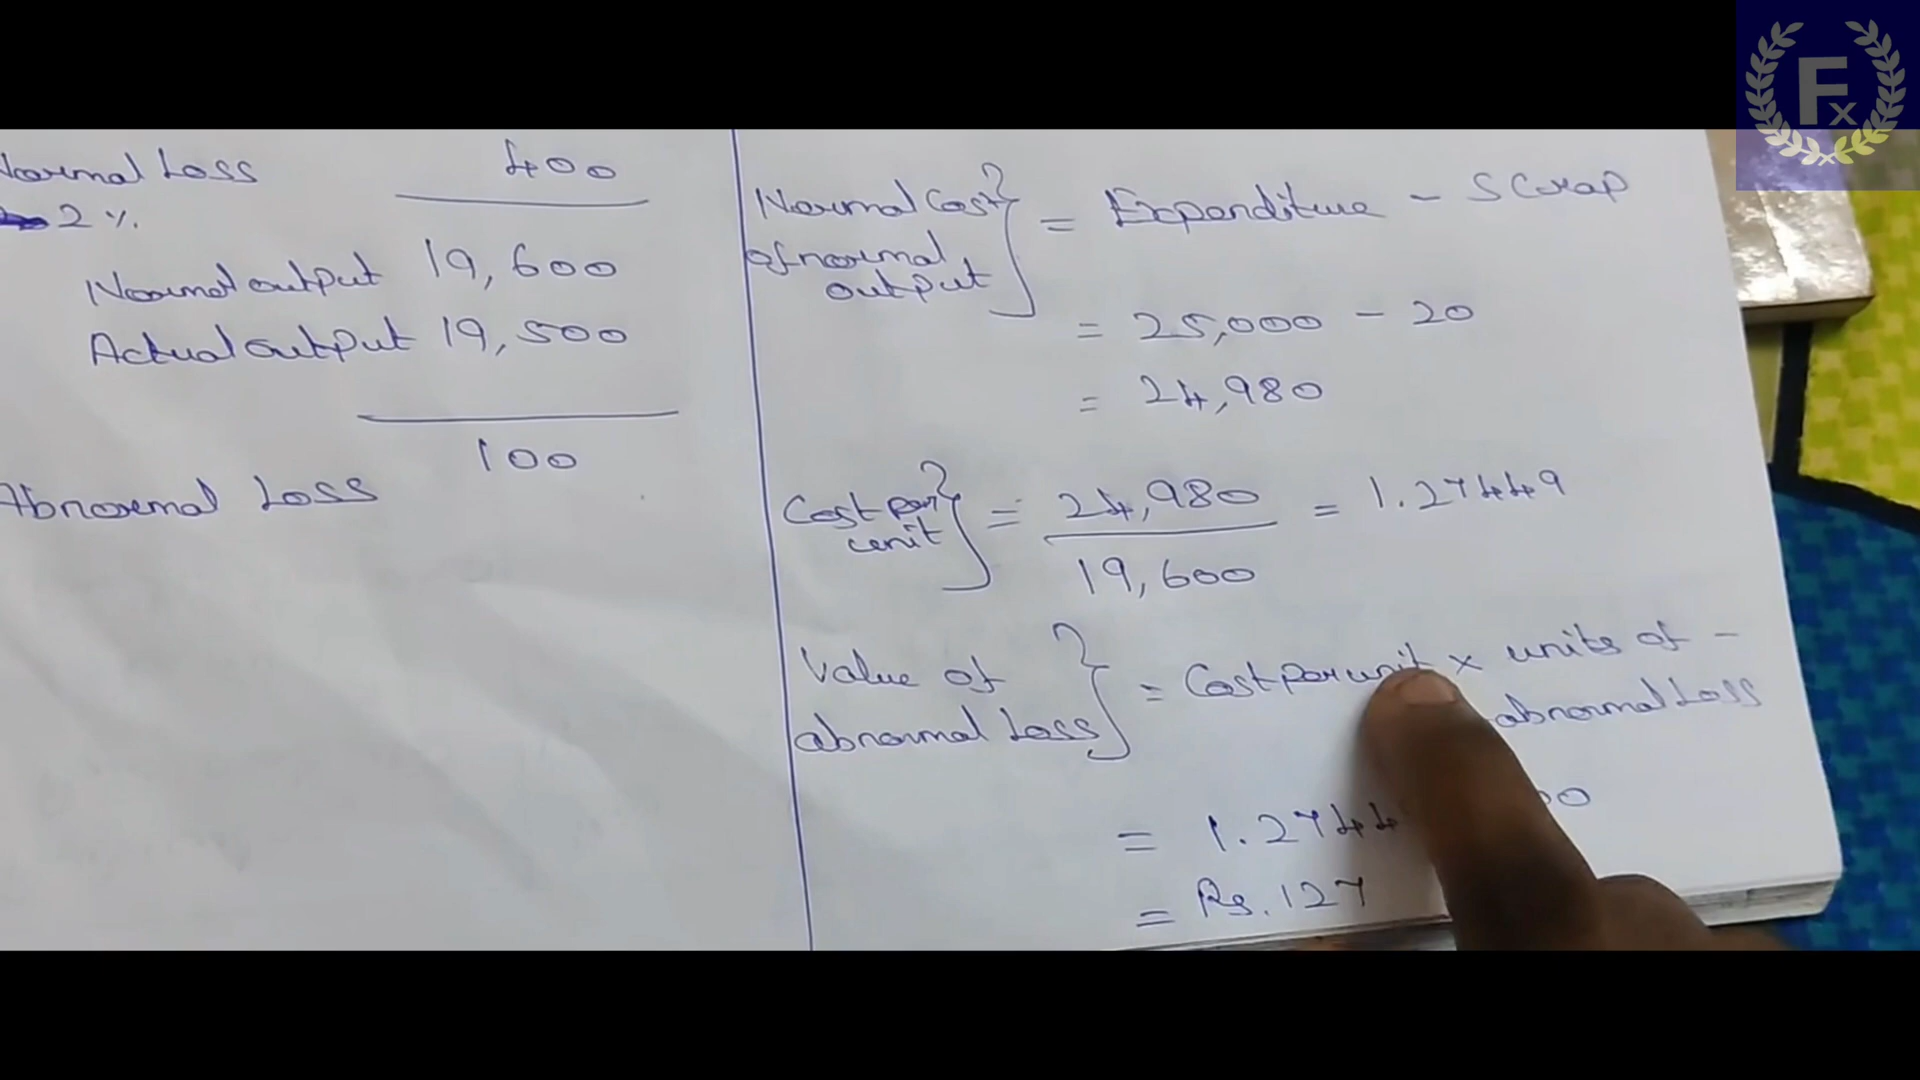 Normal Loss 400
2%
Normal output 19,600
Actual output 19,500
100
Abnormal Loss
Normal Cost
of normal
output
= Expenditure - Scrap
= 25,000 - 20
= 24,980
Cost per
unit
= 24,980
19,600
= 1.27449
Value of
abnormal Loss
= Cost per unit × units of -
abnormal Loss
= 1.2744
= Rs. 127
Fx